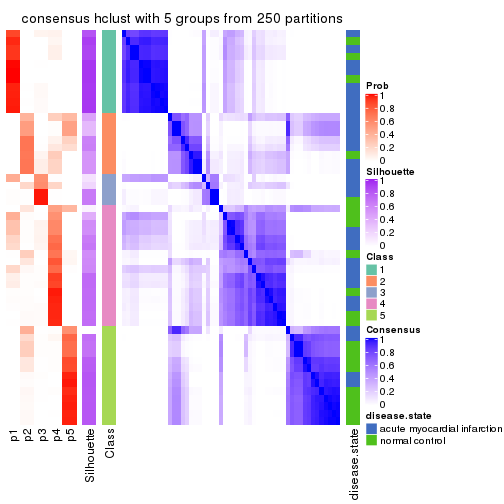 consensus hclust with 5 groups from 250 partitions
Prob
1
0.8
0.6
0.4
0.2
0
Silhouette
1
0.8
0.6
0.4
0.2
0
Class
1
2
3
4
5
Consensus
1
0.8
0.6
0.4
0.2
0
disease.state
acute myocardial infarction
normal control
p1
p2
p3
p4
p5
Silhouette
Class
disease.state